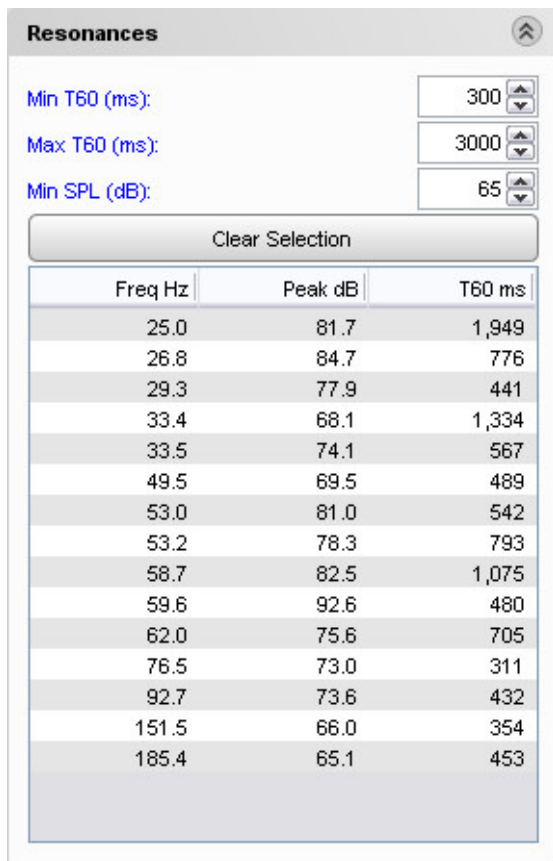 Resonances
Min T60 (ms): 300
Max T60 (ms): 3000
Min SPL (dB): 65
Clear Selection
Freq Hz Peak dB T60 ms
25.0 81.7 1,949
26.8 84.7 776
29.3 77.9 441
33.4 68.1 1,334
33.5 74.1 567
49.5 69.5 489
53.0 81.0 542
53.2 78.3 793
58.7 82.5 1,075
59.6 92.6 480
62.0 75.6 705
76.5 73.0 311
92.7 73.6 432
151.5 66.0 354
185.4 65.1 453